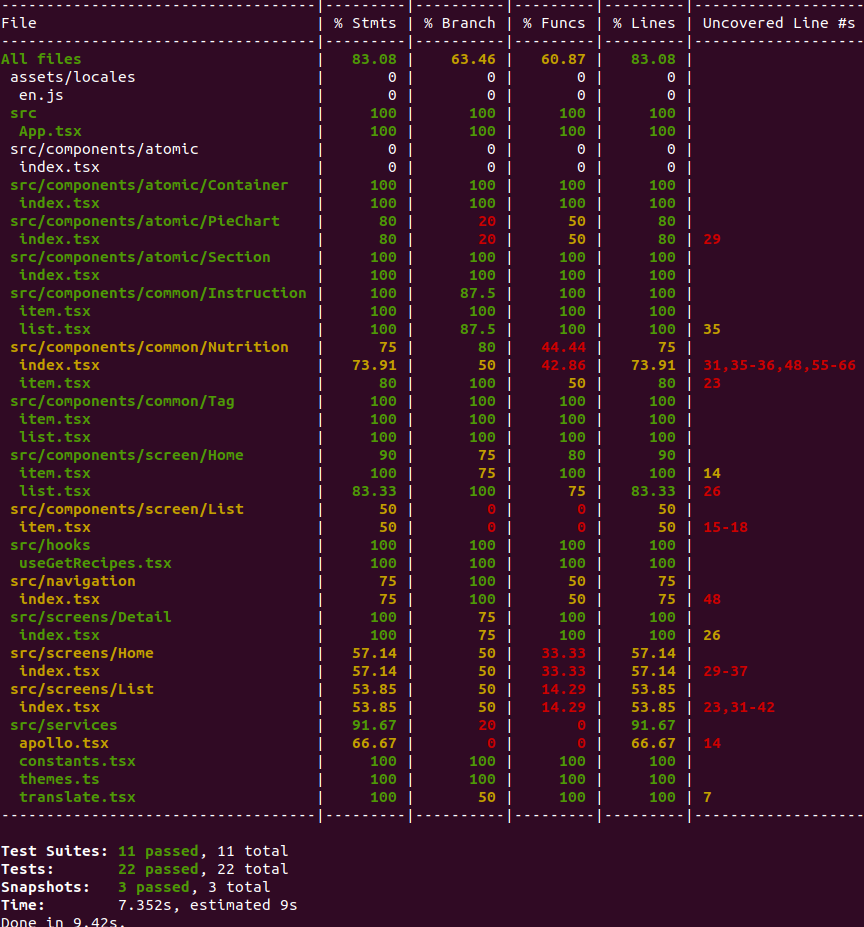 -----------------------------------|---------|----------|---------|---------|-------------------
File                               | % Stmts | % Branch | % Funcs | % Lines | Uncovered Line #s
-----------------------------------|---------|----------|---------|---------|-------------------
All files                          |   83.08 |    63.46 |   60.87 |   83.08 |
 assets/locales                    |       0 |        0 |       0 |       0 |
  en.js                            |       0 |        0 |       0 |       0 |
 src                               |     100 |      100 |     100 |     100 |
  App.tsx                          |     100 |      100 |     100 |     100 |
 src/components/atomic             |       0 |        0 |       0 |       0 |
  index.tsx                        |       0 |        0 |       0 |       0 |
 src/components/atomic/Container   |     100 |      100 |     100 |     100 |
  index.tsx                        |     100 |      100 |     100 |     100 |
 src/components/atomic/PieChart    |      80 |       20 |      50 |      80 |
  index.tsx                        |      80 |       20 |      50 |      80 | 29
 src/components/atomic/Section     |     100 |      100 |     100 |     100 |
  index.tsx                        |     100 |      100 |     100 |     100 |
 src/components/common/Instruction |     100 |     87.5 |     100 |     100 |
  item.tsx                         |     100 |      100 |     100 |     100 |
  list.tsx                         |     100 |     87.5 |     100 |     100 | 35
 src/components/common/Nutrition   |      75 |       80 |   44.44 |      75 |
  index.tsx                        |   73.91 |       50 |   42.86 |   73.91 | 31,35-36,48,55-66
  item.tsx                         |      80 |      100 |      50 |      80 | 23
 src/components/common/Tag         |     100 |      100 |     100 |     100 |
  item.tsx                         |     100 |      100 |     100 |     100 |
  list.tsx                         |     100 |      100 |     100 |     100 |
 src/components/screen/Home        |      90 |       75 |      80 |      90 |
  item.tsx                         |     100 |       75 |     100 |     100 | 14
  list.tsx                         |   83.33 |      100 |      75 |   83.33 | 26
 src/components/screen/List        |      50 |        0 |       0 |      50 |
  item.tsx                         |      50 |        0 |       0 |      50 | 15-18
 src/hooks                         |     100 |      100 |     100 |     100 |
  useGetRecipes.tsx                |     100 |      100 |     100 |     100 |
 src/navigation                    |      75 |      100 |      50 |      75 |
  index.tsx                        |      75 |      100 |      50 |      75 | 48
 src/screens/Detail                |     100 |       75 |     100 |     100 |
  index.tsx                        |     100 |       75 |     100 |     100 | 26
 src/screens/Home                  |   57.14 |       50 |   33.33 |   57.14 |
  index.tsx                        |   57.14 |       50 |   33.33 |   57.14 | 29-37
 src/screens/List                  |   53.85 |       50 |   14.29 |   53.85 |
  index.tsx                        |   53.85 |       50 |   14.29 |   53.85 | 23,31-42
 src/services                      |   91.67 |       20 |       0 |   91.67 |
  apollo.tsx                       |   66.67 |        0 |       0 |   66.67 | 14
  constants.tsx                    |     100 |      100 |     100 |     100 |
  themes.ts                        |     100 |      100 |     100 |     100 |
  translate.tsx                    |     100 |       50 |     100 |     100 | 7
-----------------------------------|---------|----------|---------|---------|-------------------
Test Suites: 11 passed, 11 total
Tests:       22 passed, 22 total
Snapshots:   3 passed, 3 total
Time:        7.352s, estimated 9s
Done in 9.42s.